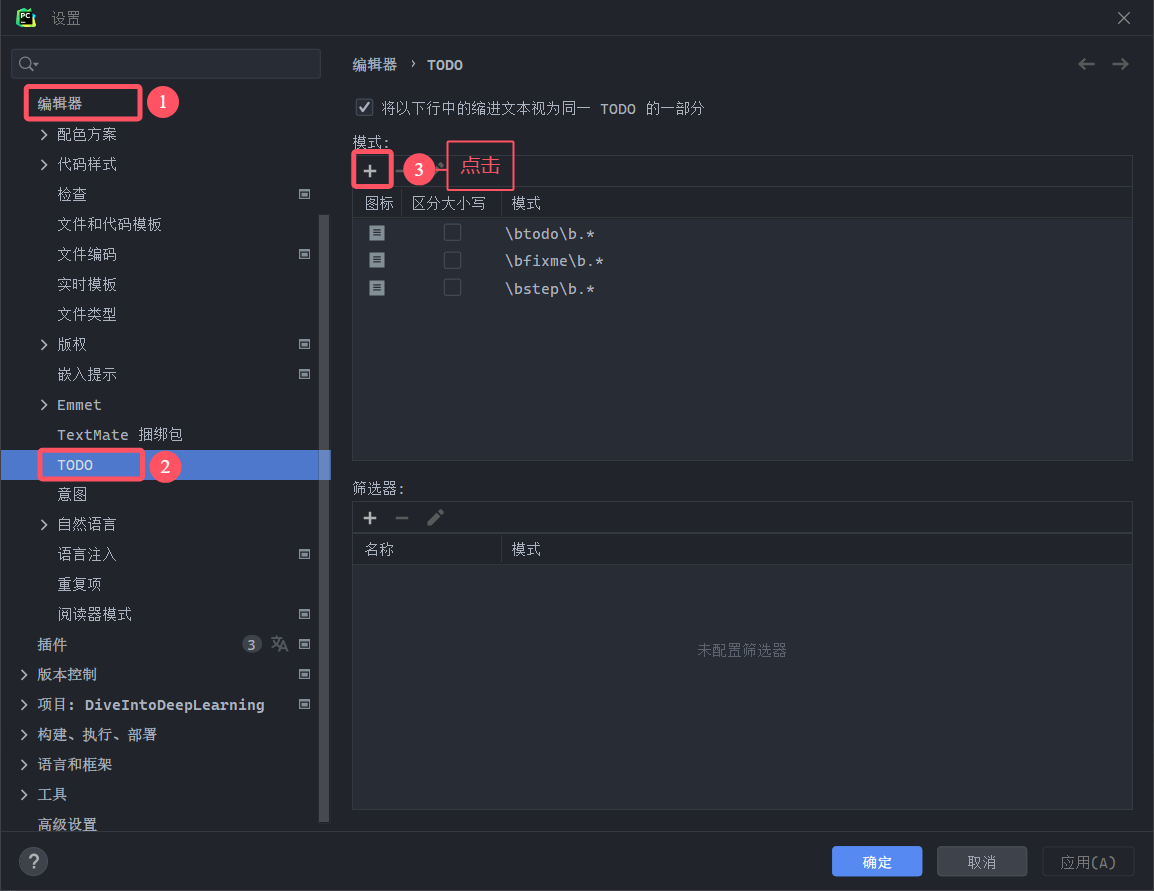 PC
设置
编辑器
1
配色方案
代码样式
检查
文件和代码模板
文件编码
实时模板
文件类型
版权
嵌入提示
Emmet
TextMate 捆绑包
TODO
2
意图
自然语言
语言注入
重复项
阅读器模式
插件
3
版本控制
项目: DiveIntoDeepLearning
构建、执行、部署
语言和框架
工具
高级设置
编辑器 › TODO
将以下行中的缩进文本视为同一 TODO 的一部分
模式:
3
点击
图标 区分大小写 模式
\btodo\b.*
\bfixme\b.*
\bstep\b.*
筛选器:
名称 模式
未配置筛选器
?
确定 取消 应用(A)